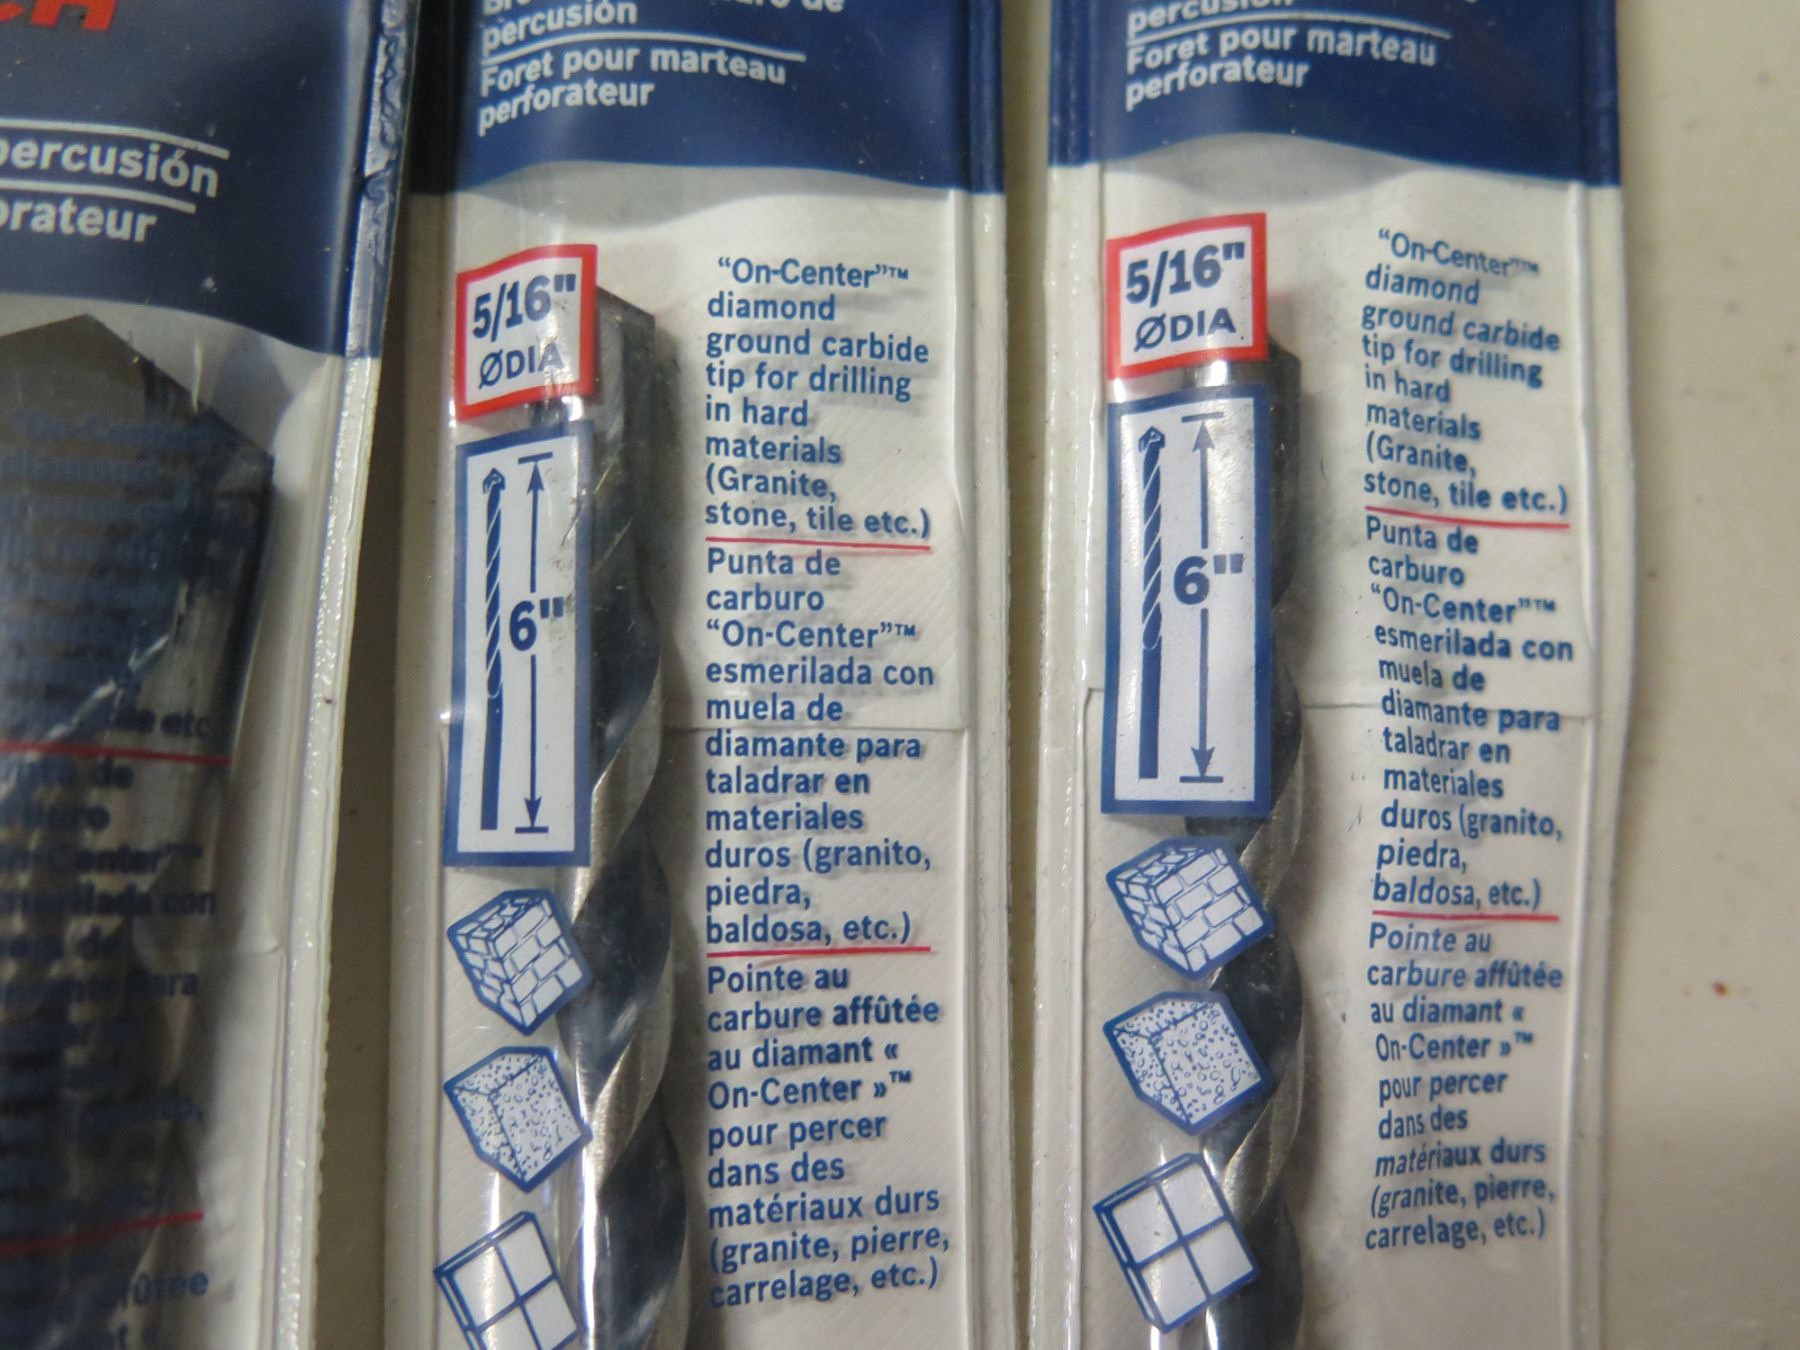 percusión
orateur
percusión
Foret pour marteau
perforateur
5/16"
ØDIA
6"
“On-Center”™
diamond
ground carbide
tip for drilling
in hard
materials
(Granite,
stone, tile etc.)
Punta de
carburo
“On-Center”™
esmerilada con
muela de
diamante para
taladrar en
materiales
duros (granito,
piedra,
baldosa, etc.)
Pointe au
carbure affûtée
au diamant «
On-Center »™
pour percer
dans des
matériaux durs
(granite, pierre,
carrelage, etc.)
percusión
Foret pour marteau
perforateur
5/16"
ØDIA
6"
“On-Center”™
diamond
ground carbide
tip for drilling
in hard
materials
(Granite,
stone, tile etc.)
Punta de
carburo
“On-Center”™
esmerilada con
muela de
diamante para
taladrar en
materiales
duros (granito,
piedra,
baldosa, etc.)
Pointe au
carbure affûtée
au diamant «
On-Center »™
pour percer
dans des
matériaux durs
(granite, pierre,
carrelage, etc.)